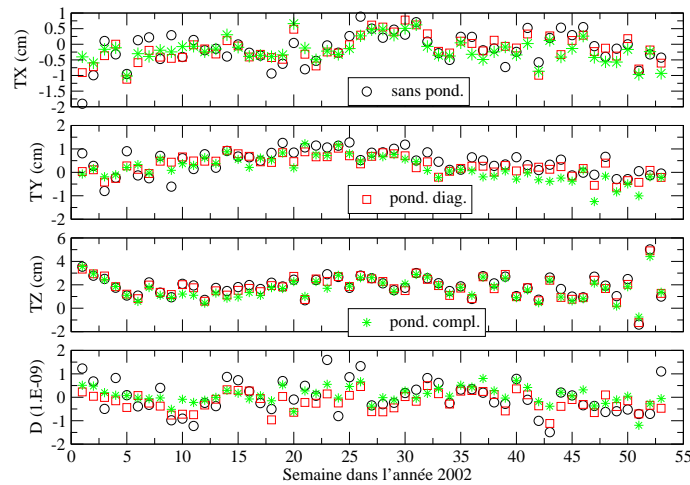 1
0.5
0
-0.5
-1
-1.5
-2
TX (cm)
sans pond.
2
1
0
-1
-2
TY (cm)
pond. diag.
6
4
2
0
-2
TZ (cm)
pond. compl.
2
1
0
-1
-2
D (1.E-09)
0 5 10 15 20 25 30 35 40 45 50 55
Semaine dans l'année 2002